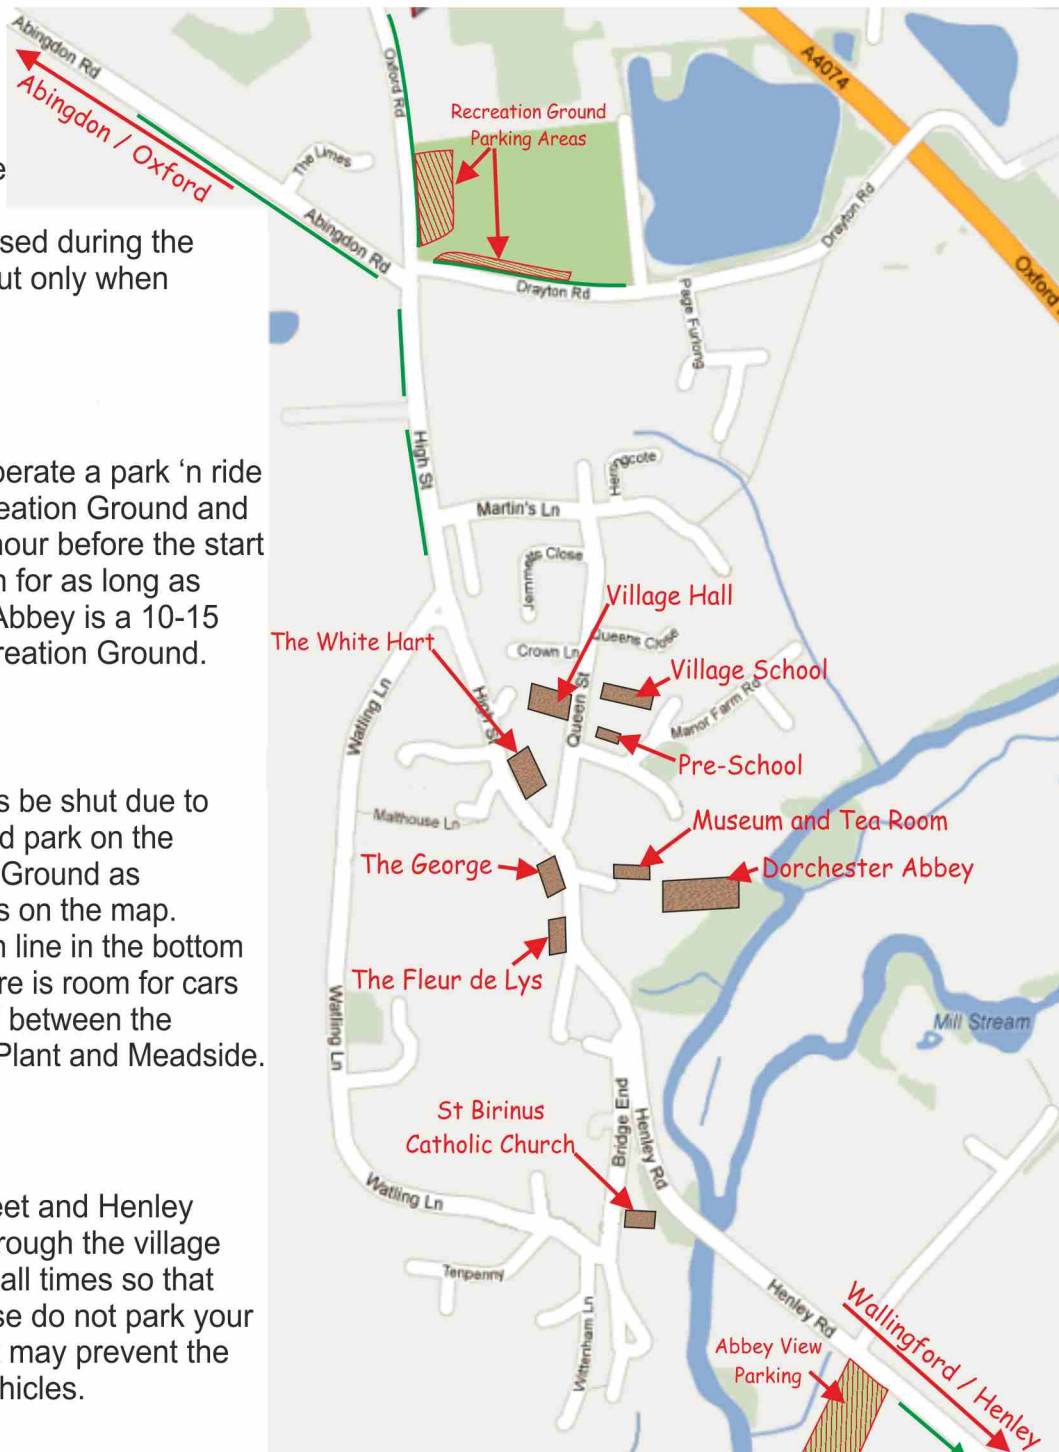 sed during the
ut only when
perate a park ‘n ride
eation Ground and
hour before the start
n for as long as
Abbey is a 10-15
reation Ground.
s be shut due to
d park on the
Ground as
s on the map.
n line in the bottom
re is room for cars
between the
Plant and Meadside.
eet and Henley
rough the village
all times so that
se do not park your
t may prevent the
hicles.
Abingdon Rd
Abingdon / Oxford
Oxford Rd
A4074
Recreation Ground
Parking Areas
The Limes
Abingdon Rd
Drayton Rd
Drayton Rd
Oxford
Page Furlong
High St
Herringcote
Martin's Ln
Jemmetts Close
Village Hall
The White Hart
Crown Ln
Queens Close
Village School
Watling Ln
High St
Queen St
Manor Farm Rd
Pre-School
Malthouse Ln
Museum and Tea Room
The George
Dorchester Abbey
The Fleur de Lys
Watling Ln
Mill Stream
St Birinus
Catholic Church
Bridge End
Henley Rd
Watling Ln
Tenpenny
Wittenham Ln
Henley Rd
Wallingford / Henley
Abbey View
Parking